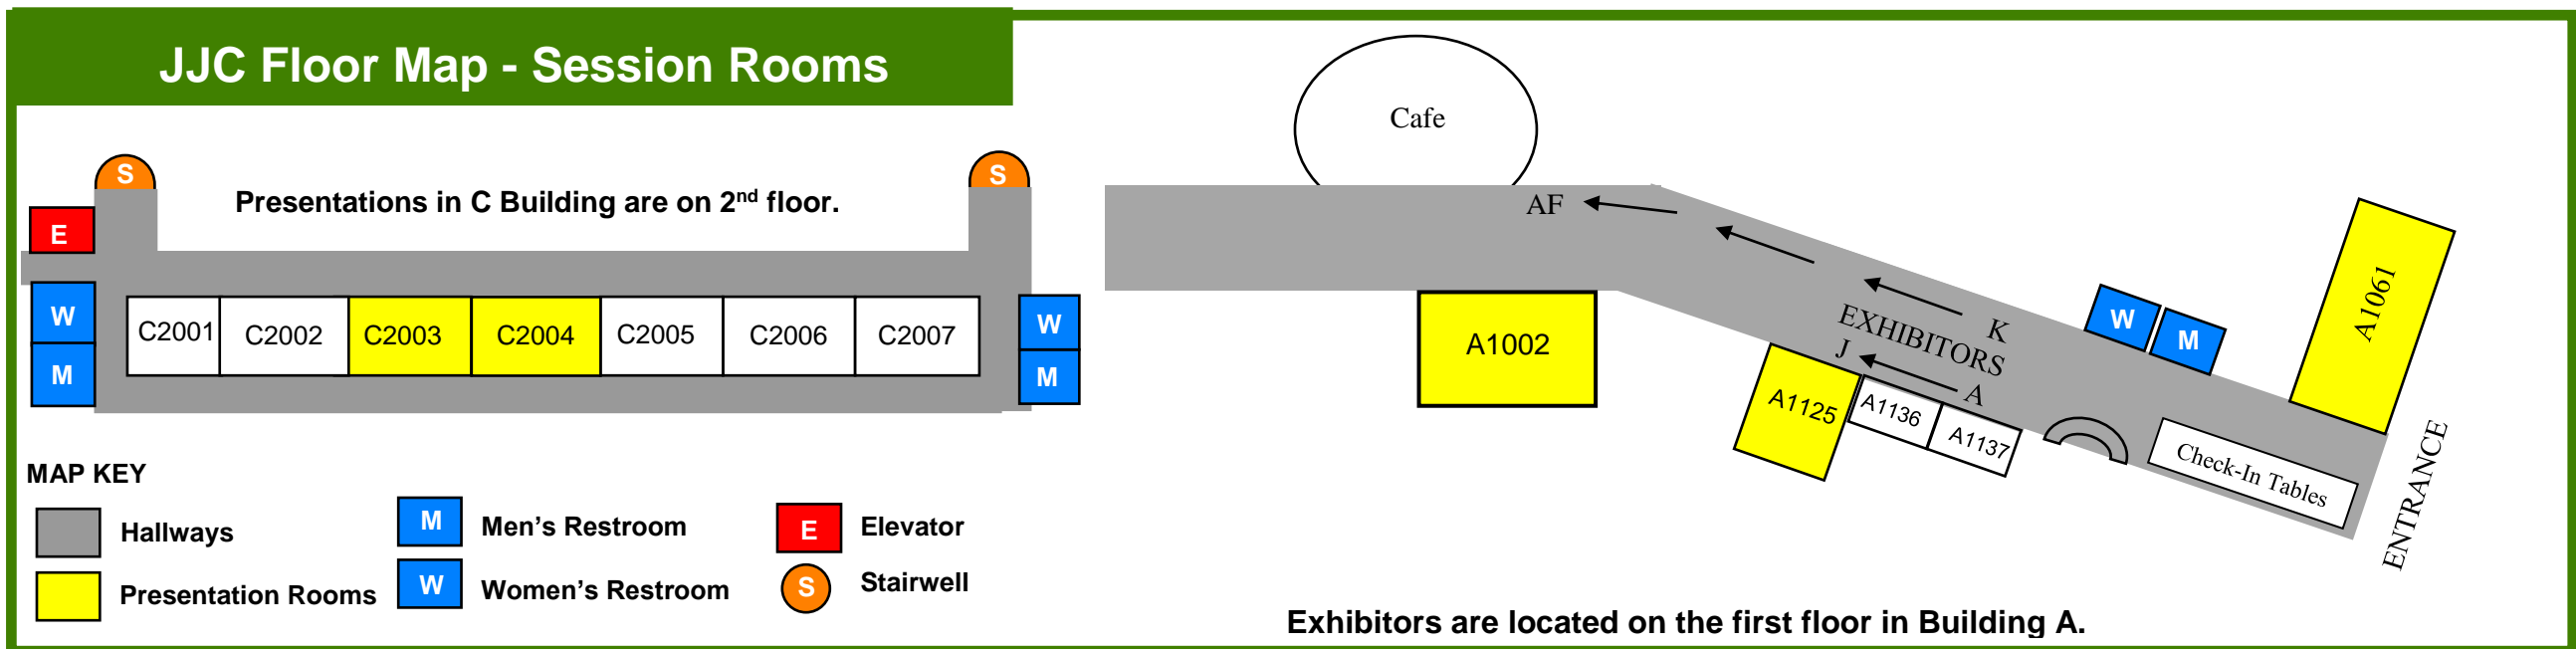 JJC Floor Map - Session Rooms
S
S
Presentations in C Building are on 2nd floor.
E
W
M
C2001
C2002
C2003
C2004
C2005
C2006
C2007
W
M
MAP KEY
Hallways
Presentation Rooms
M
Men’s Restroom
W
Women’s Restroom
E
Elevator
S
Stairwell
Cafe
AF
A1002
K
EXHIBITORS
J
A
A1125
A1136
A1137
W
M
A1061
Check-In Tables
ENTRANCE
Exhibitors are located on the first floor in Building A.